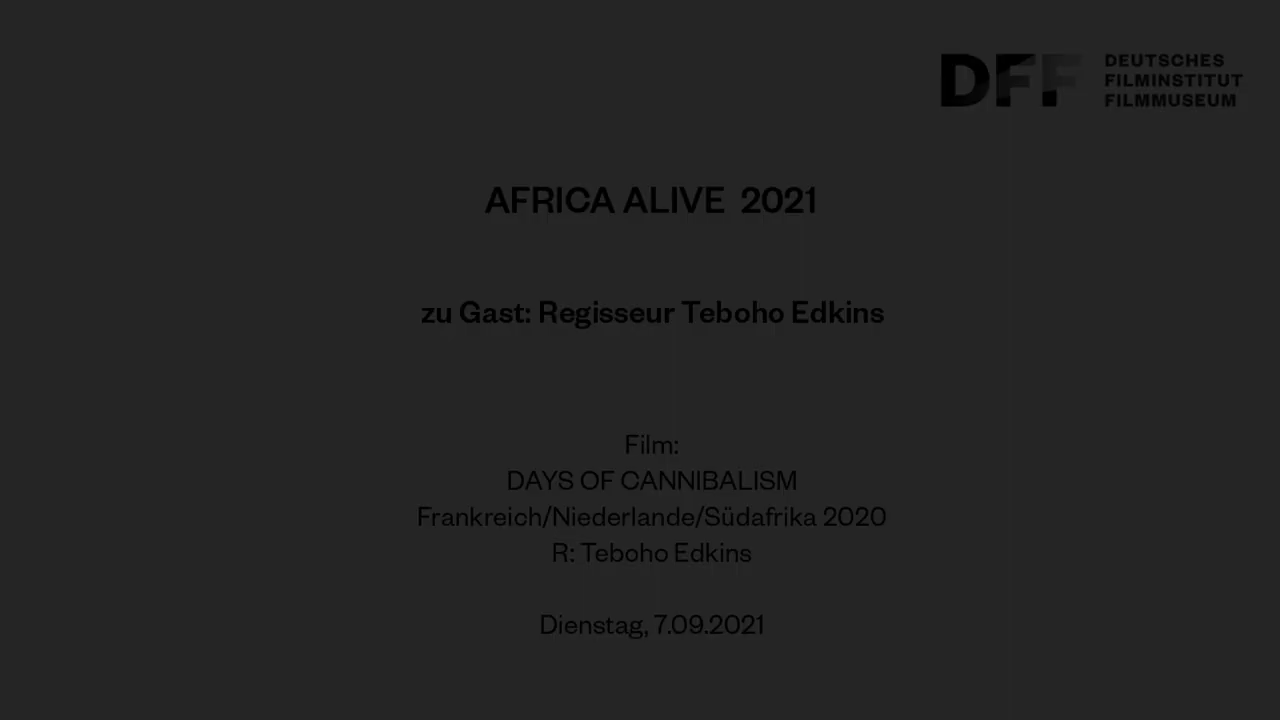 DFF
DEUTSCHES
FILMINSTITUT
FILMMUSEUM
AFRICA ALIVE 2021
zu Gast: Regisseur Teboho Edkins
Film:
DAYS OF CANNIBALISM
Frankreich/Niederlande/Südafrika 2020
R: Teboho Edkins
Dienstag, 7.09.2021